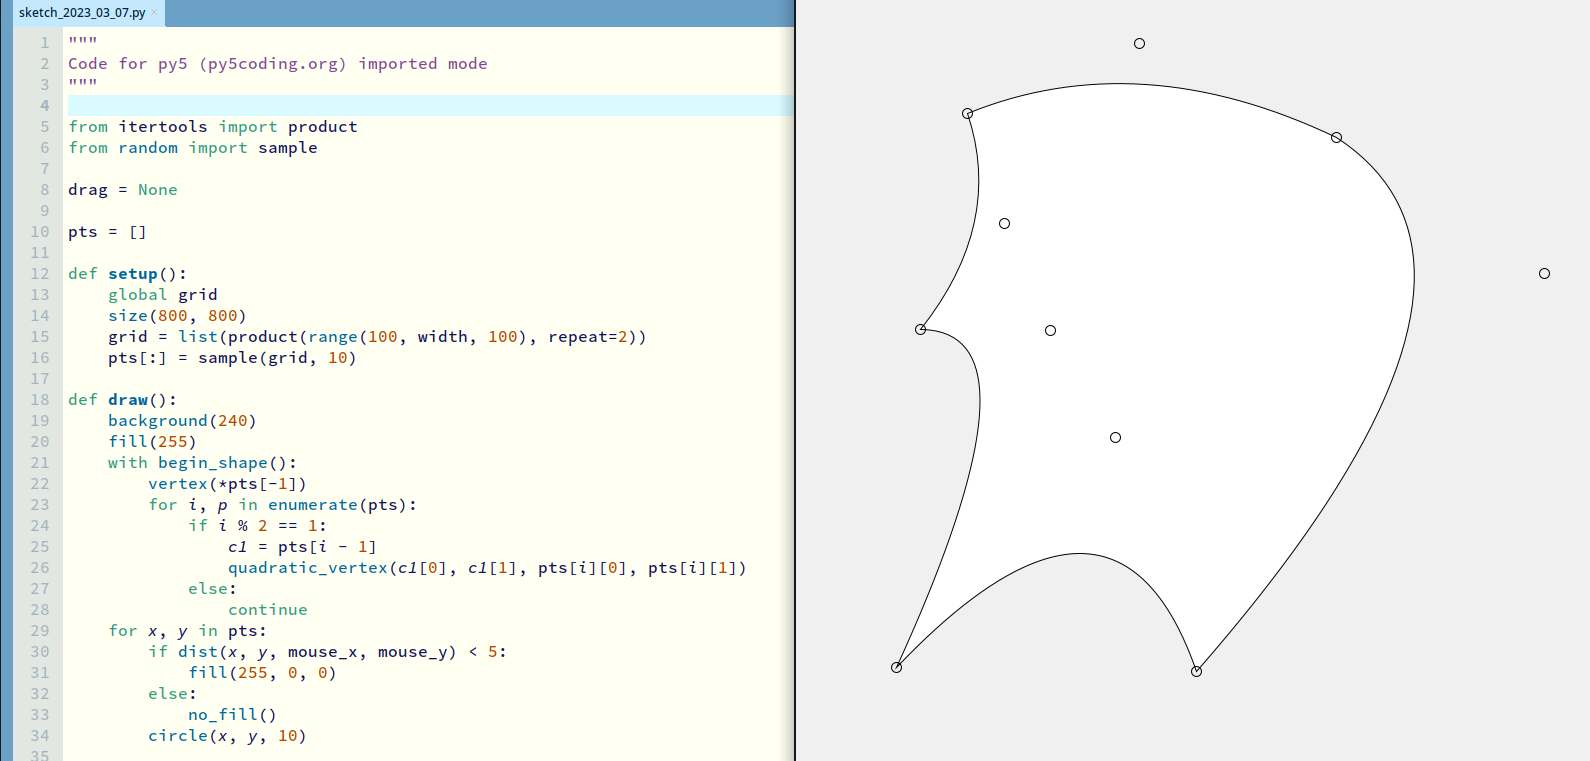 sketch_2023_03_07.py ×
1 """
2 Code for py5 (py5coding.org) imported mode
3 """
4
5 from itertools import product
6 from random import sample
7
8 drag = None
9
10 pts = []
11
12 def setup():
13     global grid
14     size(800, 800)
15     grid = list(product(range(100, width, 100), repeat=2))
16     pts[:] = sample(grid, 10)
17
18 def draw():
19     background(240)
20     fill(255)
21     with begin_shape():
22         vertex(*pts[-1])
23         for i, p in enumerate(pts):
24             if i % 2 == 1:
25                 c1 = pts[i - 1]
26                 quadratic_vertex(c1[0], c1[1], pts[i][0], pts[i][1])
27             else:
28                 continue
29     for x, y in pts:
30         if dist(x, y, mouse_x, mouse_y) < 5:
31             fill(255, 0, 0)
32         else:
33             no_fill()
34         circle(x, y, 10)
35